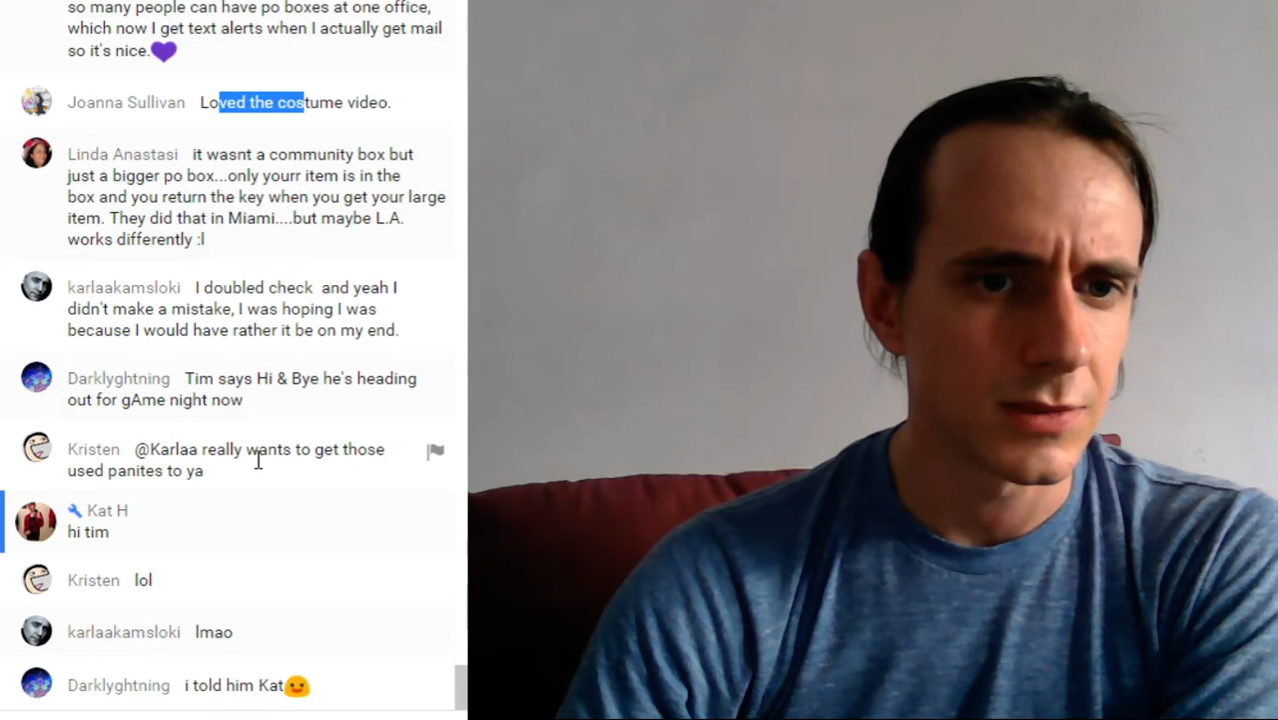 so many people can have po boxes at one office,
which now I get text alerts when I actually get mail
so it's nice.💜
Joanna Sullivan Loved the costume video.
Linda Anastasi it wasnt a community box but
just a bigger po box...only yourr item is in the
box and you return the key when you get your large
item. They did that in Miami....but maybe L.A.
works differently :l
karlaakamsloki I doubled check and yeah I
didn't make a mistake, I was hoping I was
because I would have rather it be on my end.
Darklyghtning Tim says Hi & Bye he's heading
out for gAme night now
Kristen @Karlaa really wants to get those
used panites to ya
Kat H
hi tim
Kristen lol
karlaakamsloki lmao
Darklyghtning i told him Kat🙂